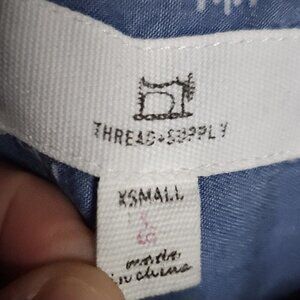 THREAD+SUPPLY
XSMALL
made
in china